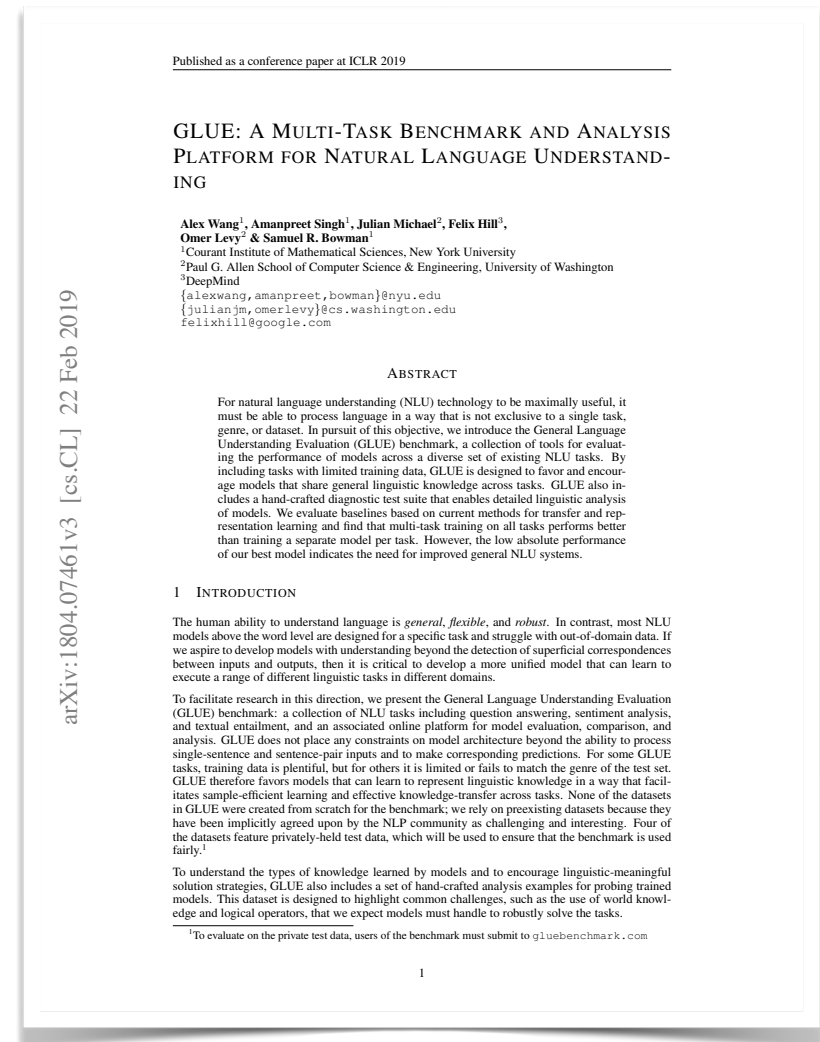 Published as a conference paper at ICLR 2019
GLUE: A MULTI-TASK BENCHMARK AND ANALYSIS
PLATFORM FOR NATURAL LANGUAGE UNDERSTAND-
ING
Alex Wang1, Amanpreet Singh1, Julian Michael2, Felix Hill3,
Omer Levy2 & Samuel R. Bowman1
1Courant Institute of Mathematical Sciences, New York University
2Paul G. Allen School of Computer Science & Engineering, University of Washington
3DeepMind
{alexwang,amanpreet,bowman}@nyu.edu
{julianjm,omerlevy}@cs.washington.edu
felixhill@google.com
ABSTRACT
For natural language understanding (NLU) technology to be maximally useful, it
must be able to process language in a way that is not exclusive to a single task,
genre, or dataset. In pursuit of this objective, we introduce the General Language
Understanding Evaluation (GLUE) benchmark, a collection of tools for evaluat-
ing the performance of models across a diverse set of existing NLU tasks. By
including tasks with limited training data, GLUE is designed to favor and encour-
age models that share general linguistic knowledge across tasks. GLUE also in-
cludes a hand-crafted diagnostic test suite that enables detailed linguistic analysis
of models. We evaluate baselines based on current methods for transfer and rep-
resentation learning and find that multi-task training on all tasks performs better
than training a separate model per task. However, the low absolute performance
of our best model indicates the need for improved general NLU systems.
1 INTRODUCTION
The human ability to understand language is general, flexible, and robust. In contrast, most NLU
models above the word level are designed for a specific task and struggle with out-of-domain data. If
we aspire to develop models with understanding beyond the detection of superficial correspondences
between inputs and outputs, then it is critical to develop a more unified model that can learn to
execute a range of different linguistic tasks in different domains.
To facilitate research in this direction, we present the General Language Understanding Evaluation
(GLUE) benchmark: a collection of NLU tasks including question answering, sentiment analysis,
and textual entailment, and an associated online platform for model evaluation, comparison, and
analysis. GLUE does not place any constraints on model architecture beyond the ability to process
single-sentence and sentence-pair inputs and to make corresponding predictions. For some GLUE
tasks, training data is plentiful, but for others it is limited or fails to match the genre of the test set.
GLUE therefore favors models that can learn to represent linguistic knowledge in a way that facil-
itates sample-efficient learning and effective knowledge-transfer across tasks. None of the datasets
in GLUE were created from scratch for the benchmark; we rely on preexisting datasets because they
have been implicitly agreed upon by the NLP community as challenging and interesting. Four of
the datasets feature privately-held test data, which will be used to ensure that the benchmark is used
fairly.1
To understand the types of knowledge learned by models and to encourage linguistic-meaningful
solution strategies, GLUE also includes a set of hand-crafted analysis examples for probing trained
models. This dataset is designed to highlight common challenges, such as the use of world knowl-
edge and logical operators, that we expect models must handle to robustly solve the tasks.
1To evaluate on the private test data, users of the benchmark must submit to gluebenchmark.com
1
arXiv:1804.07461v3 [cs.CL] 22 Feb 2019